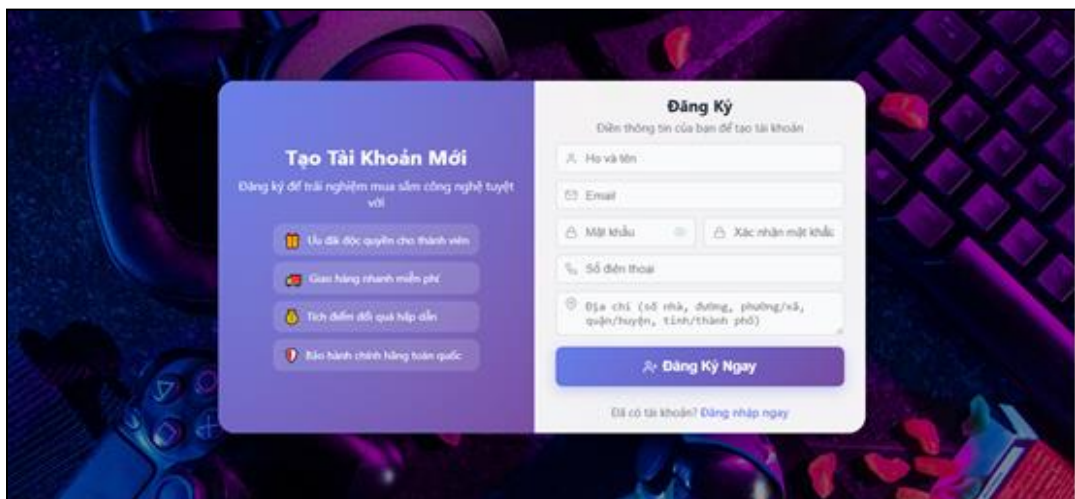 Tạo Tài Khoản Mới
Đăng ký để trải nghiệm mua sắm công nghệ tuyệt
vời
Ưu đãi độc quyền cho thành viên
Giao hàng nhanh miễn phí
Tích điểm đổi quà hấp dẫn
Bảo hành chính hãng toàn quốc
Đăng Ký
Điền thông tin của bạn để tạo tài khoản
Họ và tên
Email
Mật khẩu
Xác nhận mật khẩu
Số điện thoại
Địa chỉ (số nhà, đường, phường/xã,
quận/huyện, tỉnh/thành phố)
Đăng Ký Ngay
Đã có tài khoản? Đăng nhập ngay